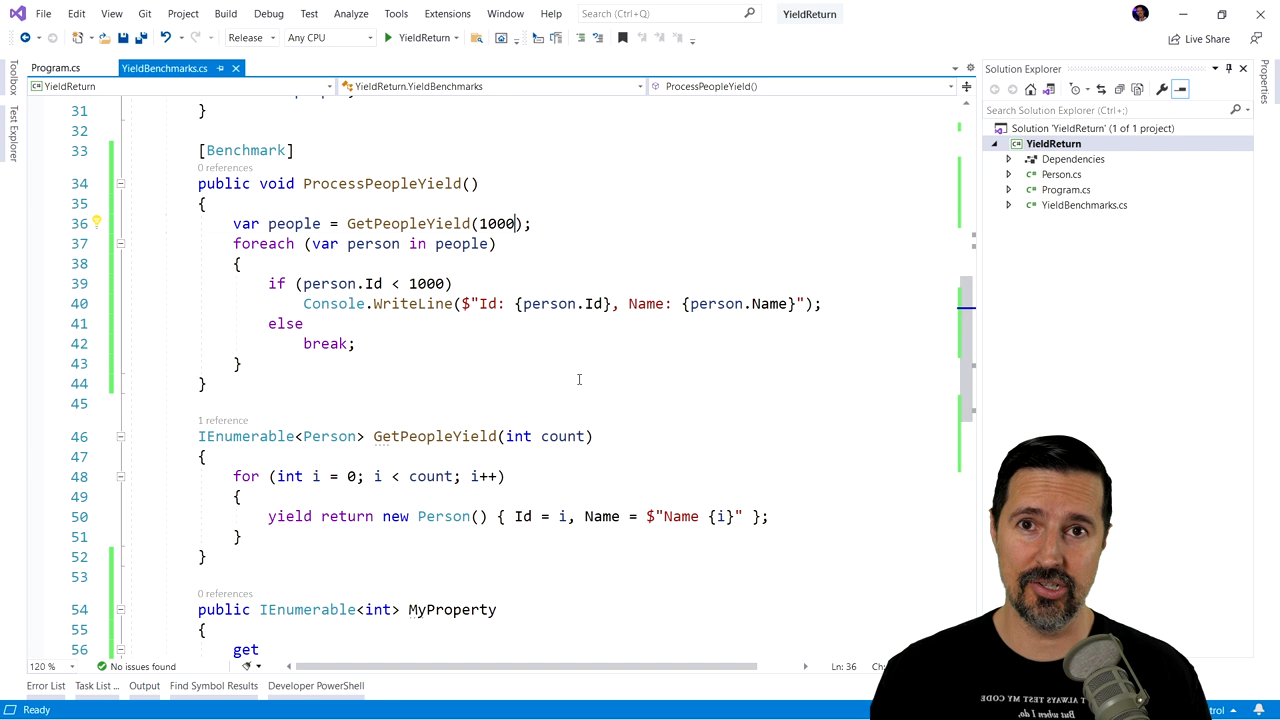 File Edit View Git Project Build Debug Test Analyze Tools Extensions Window Help Search (Ctrl+Q) YieldReturn
Release Any CPU YieldReturn Live Share
Toolbox
Test Explorer
Program.cs YieldBenchmarks.cs
YieldReturn YieldReturn.YieldBenchmarks ProcessPeopleYield()
31 }
32
33 [Benchmark]
0 references
34 public void ProcessPeopleYield()
35 {
36 var people = GetPeopleYield(1000);
37 foreach (var person in people)
38 {
39 if (person.Id < 1000)
40 Console.WriteLine($"Id: {person.Id}, Name: {person.Name}");
41 else
42 break;
43 }
44 }
45
1 reference
46 IEnumerable<Person> GetPeopleYield(int count)
47 {
48 for (int i = 0; i < count; i++)
49 {
50 yield return new Person() { Id = i, Name = $"Name {i}" };
51 }
52 }
53
0 references
54 public IEnumerable<int> MyProperty
55 {
56 get
120 % No issues found Ln: 36
Error List Task List ... Output Find Symbol Results Developer PowerShell
Ready
Solution Explorer
Search Solution Explorer (Ctrl+;)
Solution 'YieldReturn' (1 of 1 project)
YieldReturn
Dependencies
Person.cs
Program.cs
YieldBenchmarks.cs
Properties
ALWAYS TEST MY CODE
But when I do,